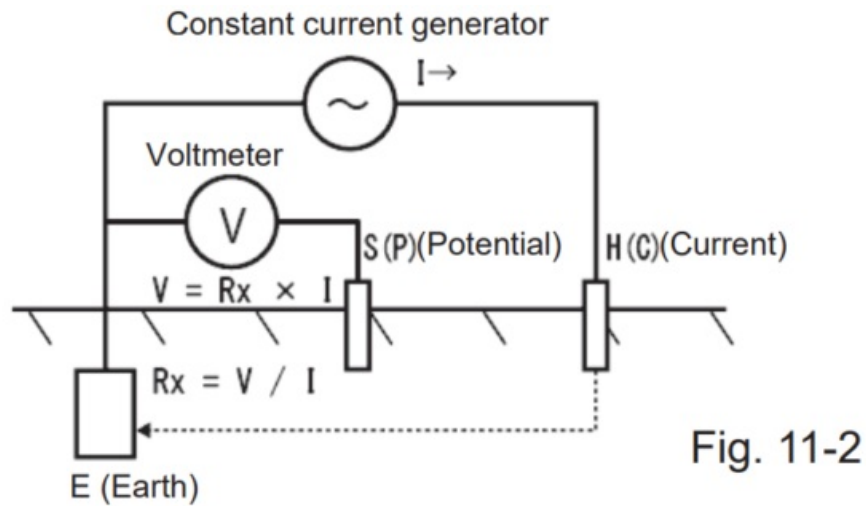 Constant current generator
I→
~
Voltmeter
V
S(P)(Potential)
H(C)(Current)
V = Rx × I
Rx = V / I
E (Earth)
Fig. 11-2